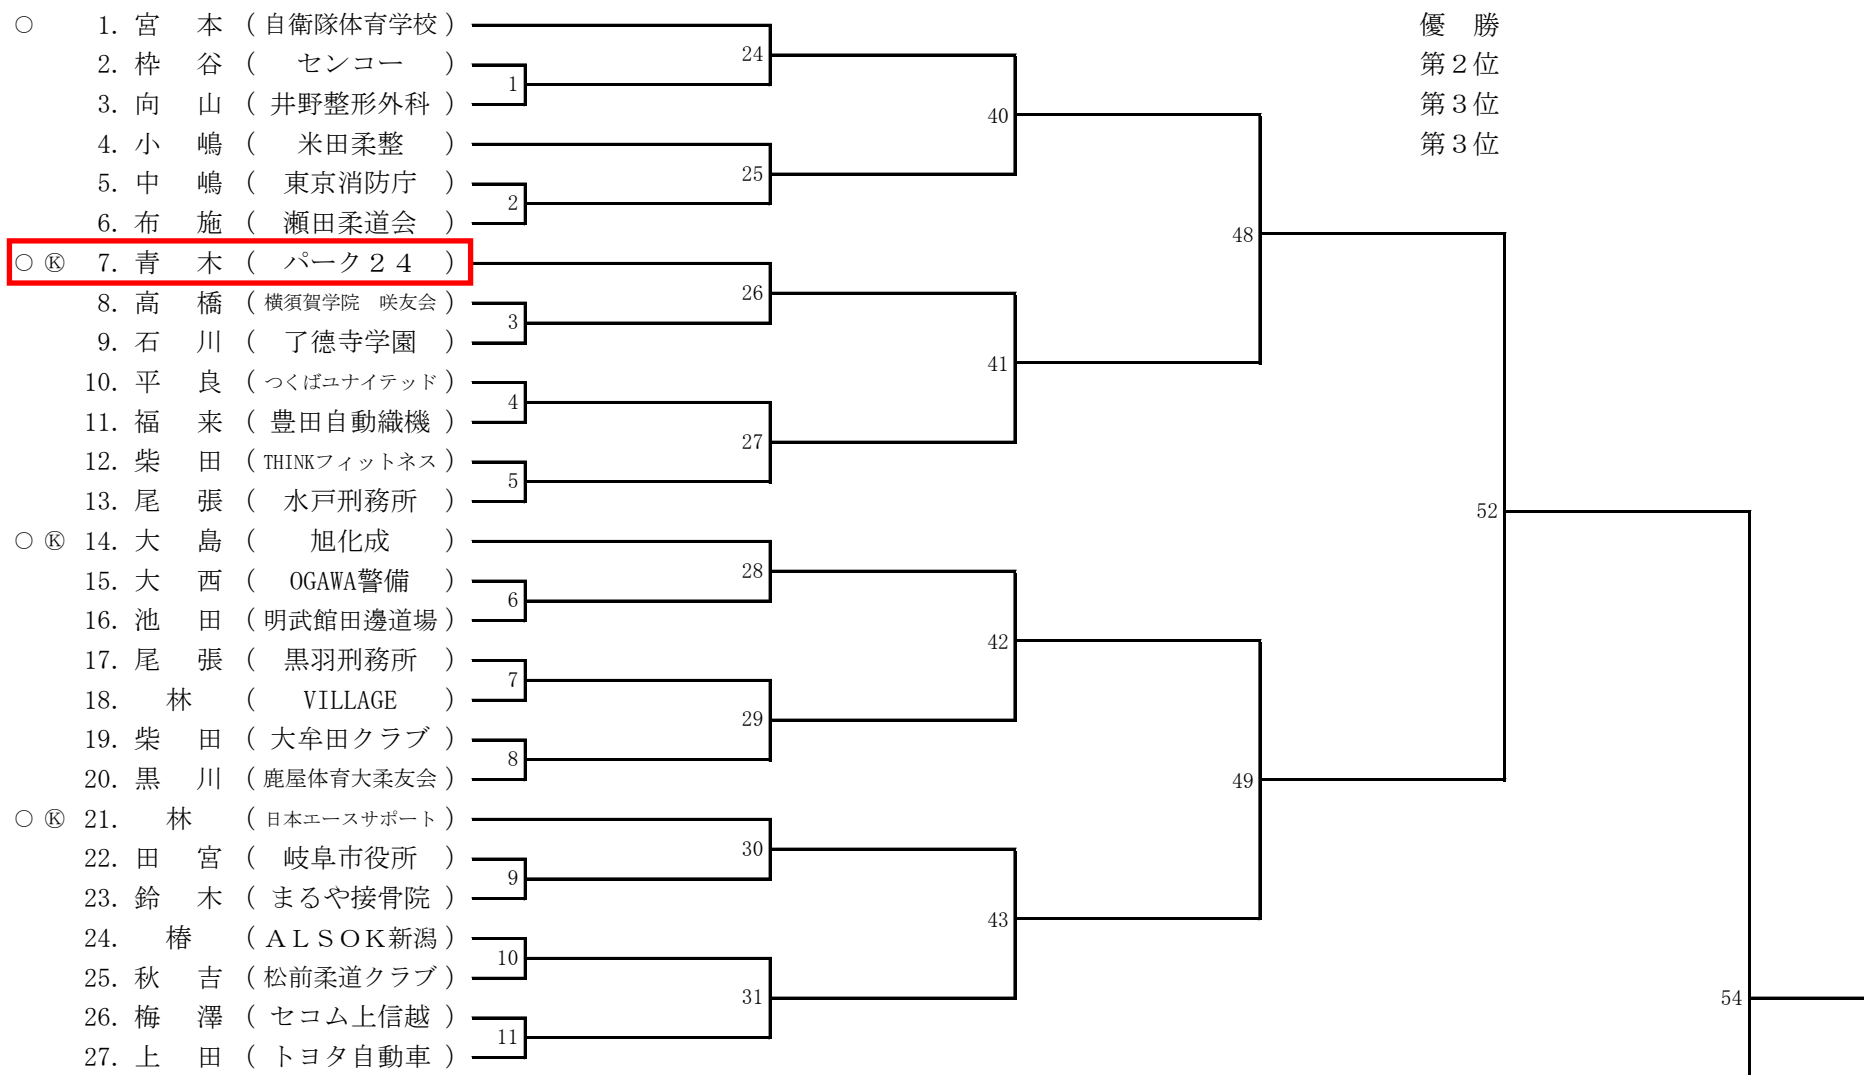 ○ 1. 宮 本 ( 自衛隊体育学校 ) 優 勝
2. 枠 谷 ( センコー ) 24 第2位
3. 向 山 ( 井野整形外科 ) 1 第3位
40
4. 小 嶋 ( 米田柔整 ) 第3位
5. 中 嶋 ( 東京消防庁 ) 25
6. 布 施 ( 瀬田柔道会 ) 2
48
○ Ⓚ 7. 青 木 ( パーク24 )
8. 高 橋 ( 横須賀学院 咲友会 ) 26
9. 石 川 ( 了德寺学園 ) 3
41
10. 平 良 ( つくばユナイテッド )
11. 福 来 ( 豊田自動織機 ) 4
27
12. 柴 田 ( THINKフィットネス )
13. 尾 張 ( 水戸刑務所 ) 5
52
○ Ⓚ 14. 大 島 ( 旭化成 )
15. 大 西 ( OGAWA警備 ) 28
16. 池 田 ( 明武館田邊道場 ) 6
42
17. 尾 張 ( 黒羽刑務所 )
18. 林 ( VILLAGE ) 7
29
19. 柴 田 ( 大牟田クラブ )
20. 黒 川 ( 鹿屋体育大柔友会 ) 8
49
○ Ⓚ 21. 林 ( 日本エースサポート )
22. 田 宮 ( 岐阜市役所 ) 30
23. 鈴 木 ( まるや接骨院 ) 9
43
24. 椿 ( ALSOK新潟 )
25. 秋 吉 ( 松前柔道クラブ ) 10
31 54
26. 梅 澤 ( セコム上信越 )
27. 上 田 ( トヨタ自動車 ) 11